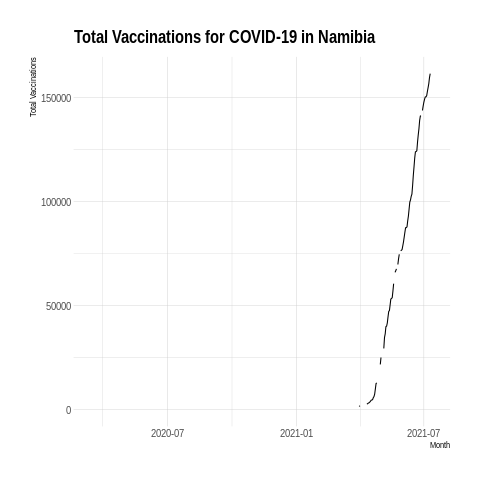 Total Vaccinations for COVID-19 in Namibia
Total Vaccinations
150000
100000
50000
0
2020-07 2021-01 2021-07
Month